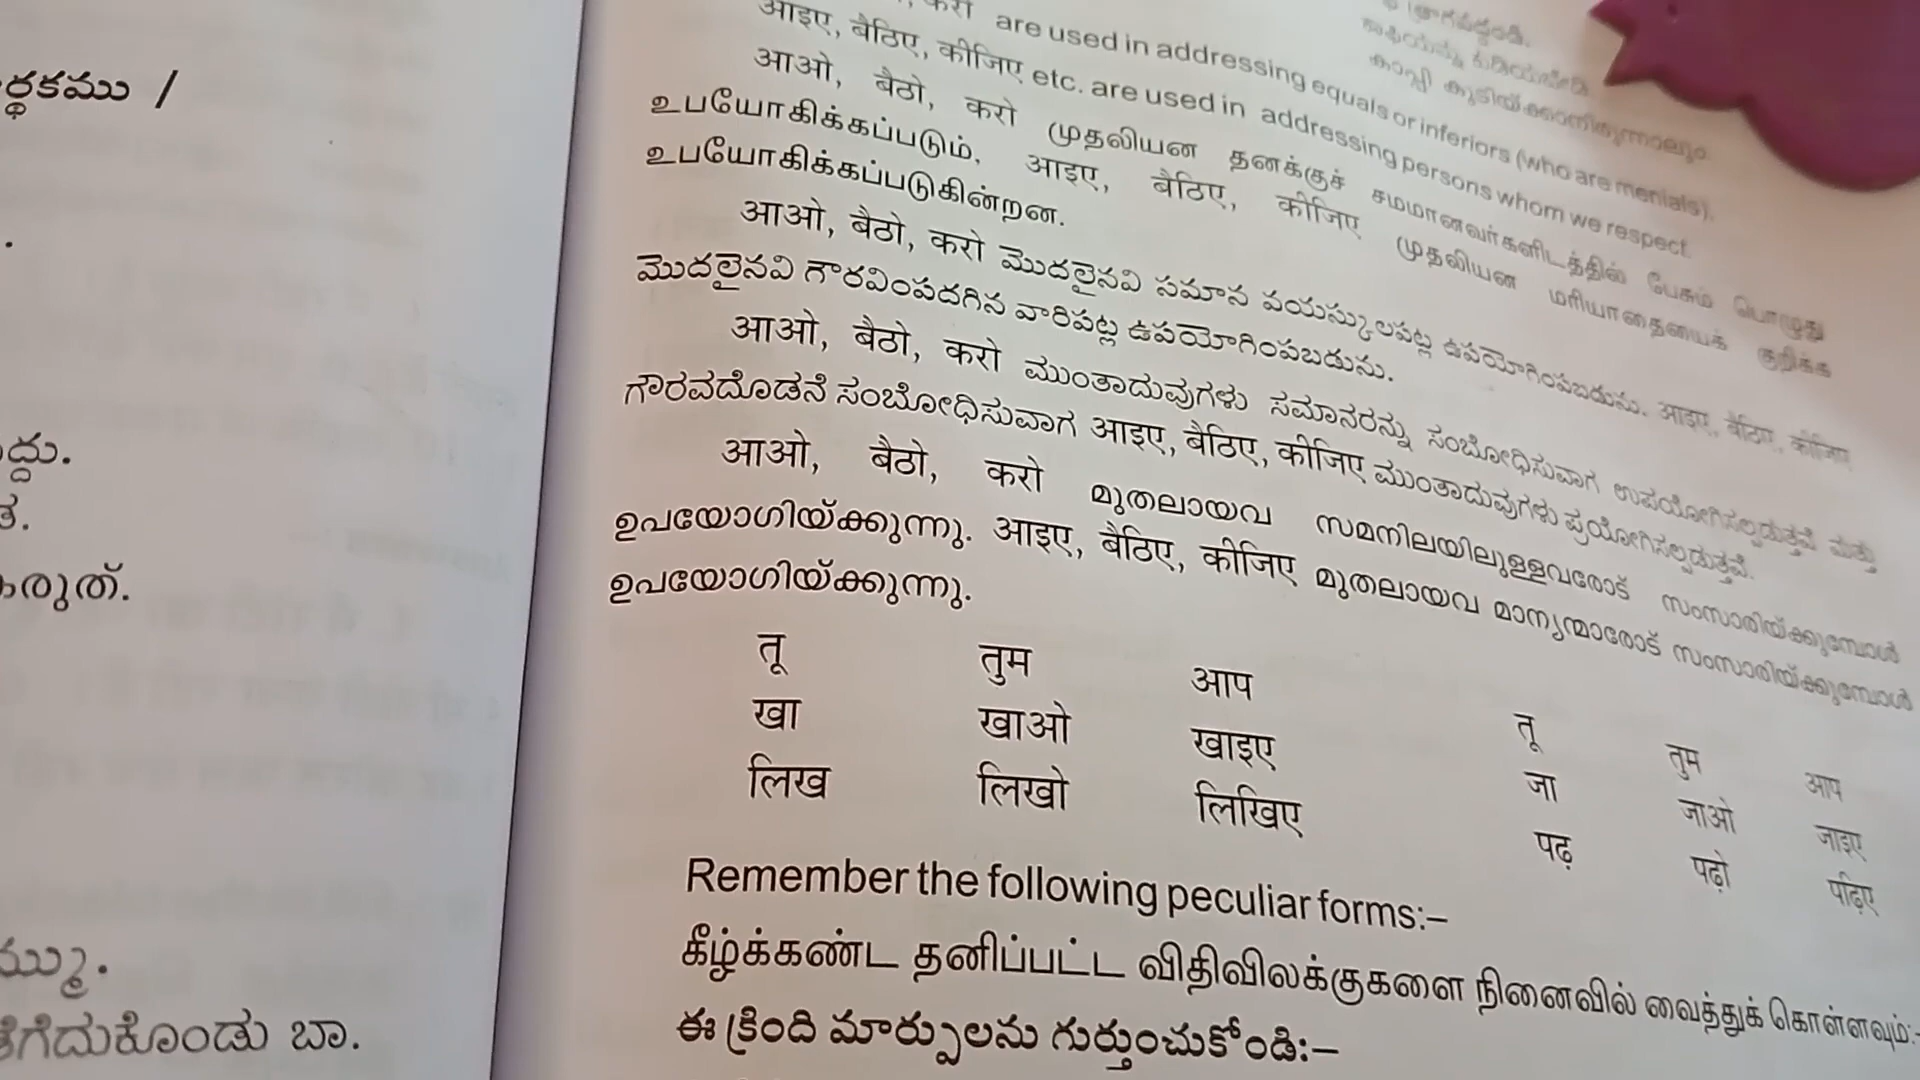 ర్థకము /
.
ద్దు.
ತ.
കരുത്.
మ్ము.
ತೆಗೆದುಕೊಂಡು ಬಾ.
करो are used in addressing equals or inferiors (who are menials).
आइए, बैठिए, कीजिए etc. are used in addressing persons whom we respect.
आओ, बैठो, करो முதலியன தனக்குச் சமமானவர்களிடத்தில் பேசும் பொழுது
உபயோகிக்கப்படும். आइए, बैठिए, कीजिए முதலியன மரியாதையைக் குறிக்க
உபயோகிக்கப்படுகின்றன.
आओ, बैठो, करो మొదలైనవి సమాన వయస్కులపట్ల ఉపయోగింపబడును. आइए, बैठिए, कीजिए
మొదలైనవి గౌరవింపదగిన వారిపట్ల ఉపయోగింపబడును.
आओ, बैठो, करो ಮುಂತಾದುವುಗಳು ಸಮಾನರನ್ನು ಸಂಬೋಧಿಸುವಾಗ ಉಪಯೋಗಿಸಲ್ಪಡುತ್ತವೆ ಮತ್ತು
ಗೌರವದೊಡನೆ ಸಂಬೋಧಿಸುವಾಗ आइए, बैठिए, कीजिए ಮುಂತಾದುವುಗಳು ಪ್ರಯೋಗಿಸಲ್ಪಡುತ್ತವೆ.
आओ, बैठो, करो മുതലായവ സമനിലയിലുള്ളവരോട് സംസാരിയ്ക്കുമ്പോൾ
ഉപയോഗിയ്ക്കുന്നു. आइए, बैठिए, कीजिए മുതലായവ മാന്യന്മാരോട് സംസാരിയ്ക്കുമ്പോൾ
ഉപയോഗിയ്ക്കുന്നു.
तू तुम आप तू तुम आप
खा खाओ खाइए जा जाओ जाइए
लिख लिखो लिखिए पढ़ पढ़ो पढ़िए
Remember the following peculiar forms:–
கீழ்க்கண்ட தனிப்பட்ட விதிவிலக்குகளை நினைவில் வைத்துக் கொள்ளவும்:-
ఈ క్రింది మార్పులను గుర్తుంచుకోండి:–